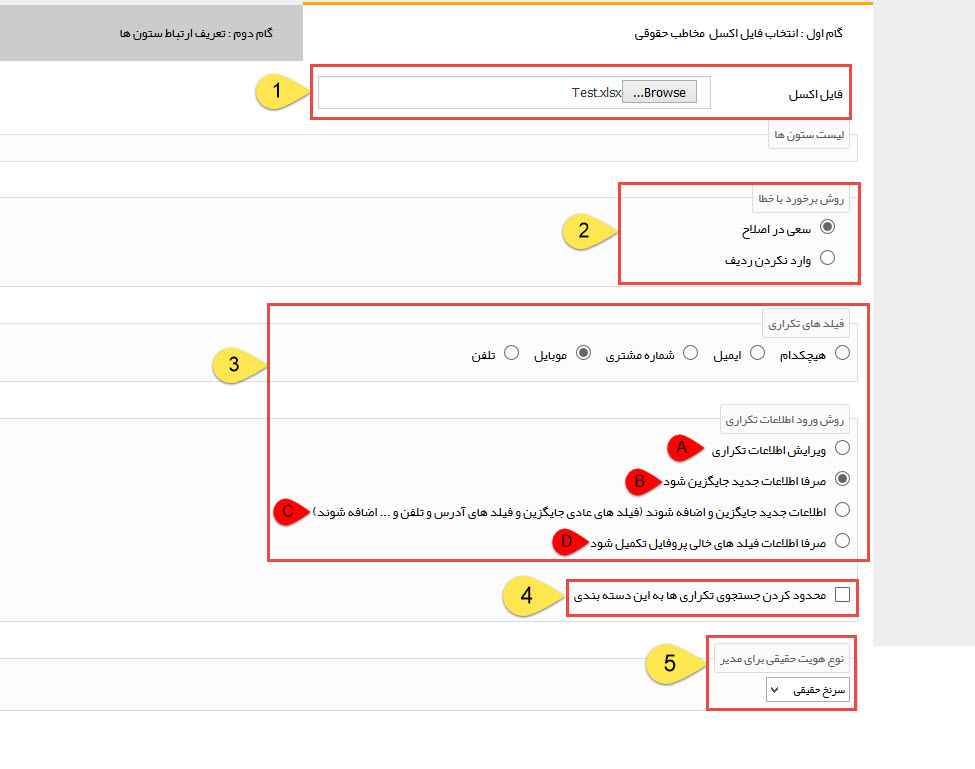 گام اول : انتخاب فایل اکسل مخاطب حقوقی
گام دوم : تعریف ارتباط ستون ها
1
فایل اکسل
Browse...
Test.xlsx
لیست ستون ها
2
روش برخورد با خطا
سعی در اصلاح
وارد نکردن ردیف
3
فیلد های تکراری
هیچکدام ایمیل شماره مشتری موبایل تلفن
روش ورود اطلاعات تکراری
ویرایش اطلاعات تکراری A
صرفا اطلاعات جدید جایگزین شود B
اطلاعات جدید جایگزین و اضافه شوند (فیلد های عادی جایگزین و فیلد های آدرس و تلفن و ... اضافه شوند) C
صرفا اطلاعات فیلد های خالی پروفایل تکمیل شود D
محدود کردن جستجوی تکراری ها به این دسته بندی 4
نوع هویت حقیقی برای مدیر
5
سرنخ حقیقی